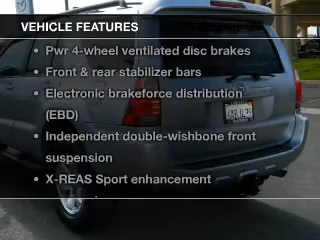 VEHICLE FEATURES
• Pwr 4-wheel ventilated disc brakes
• Front & rear stabilizer bars
• Electronic brakeforce distribution
(EBD)
• Independent double-wishbone front
suspension
• X-REAS Sport enhancement